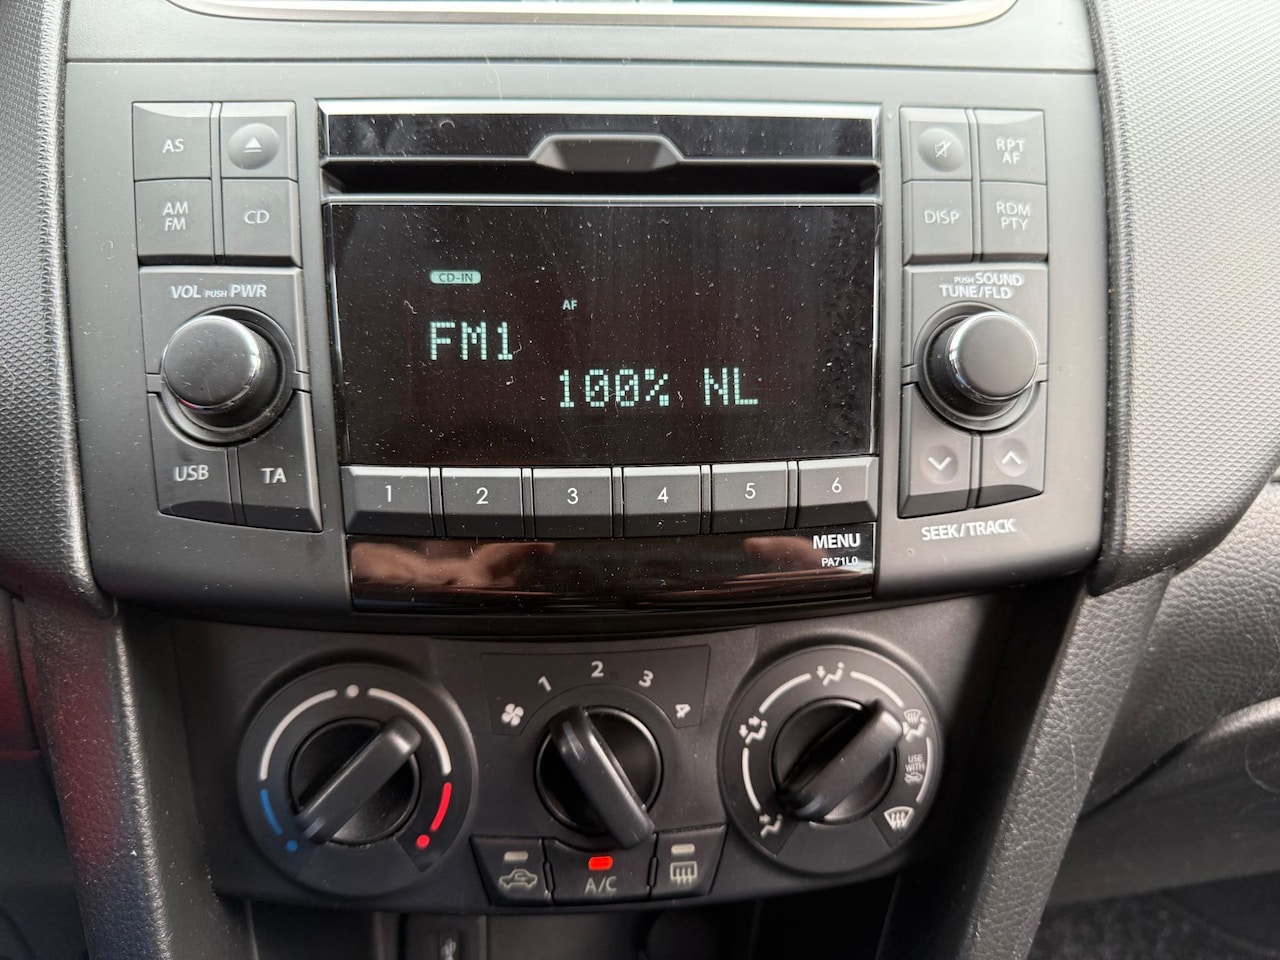 AS
AM
FM
CD
VOL PUSH PWR
USB
TA
CD-IN
AF
FM1
100% NL
1
2
3
4
5
6
MENU
PA71L0
RPT
AF
DISP
RDM
PTY
PUSH SOUND
TUNE/FLD
SEEK/TRACK
1
2
3
4
A/C
USE
WITH